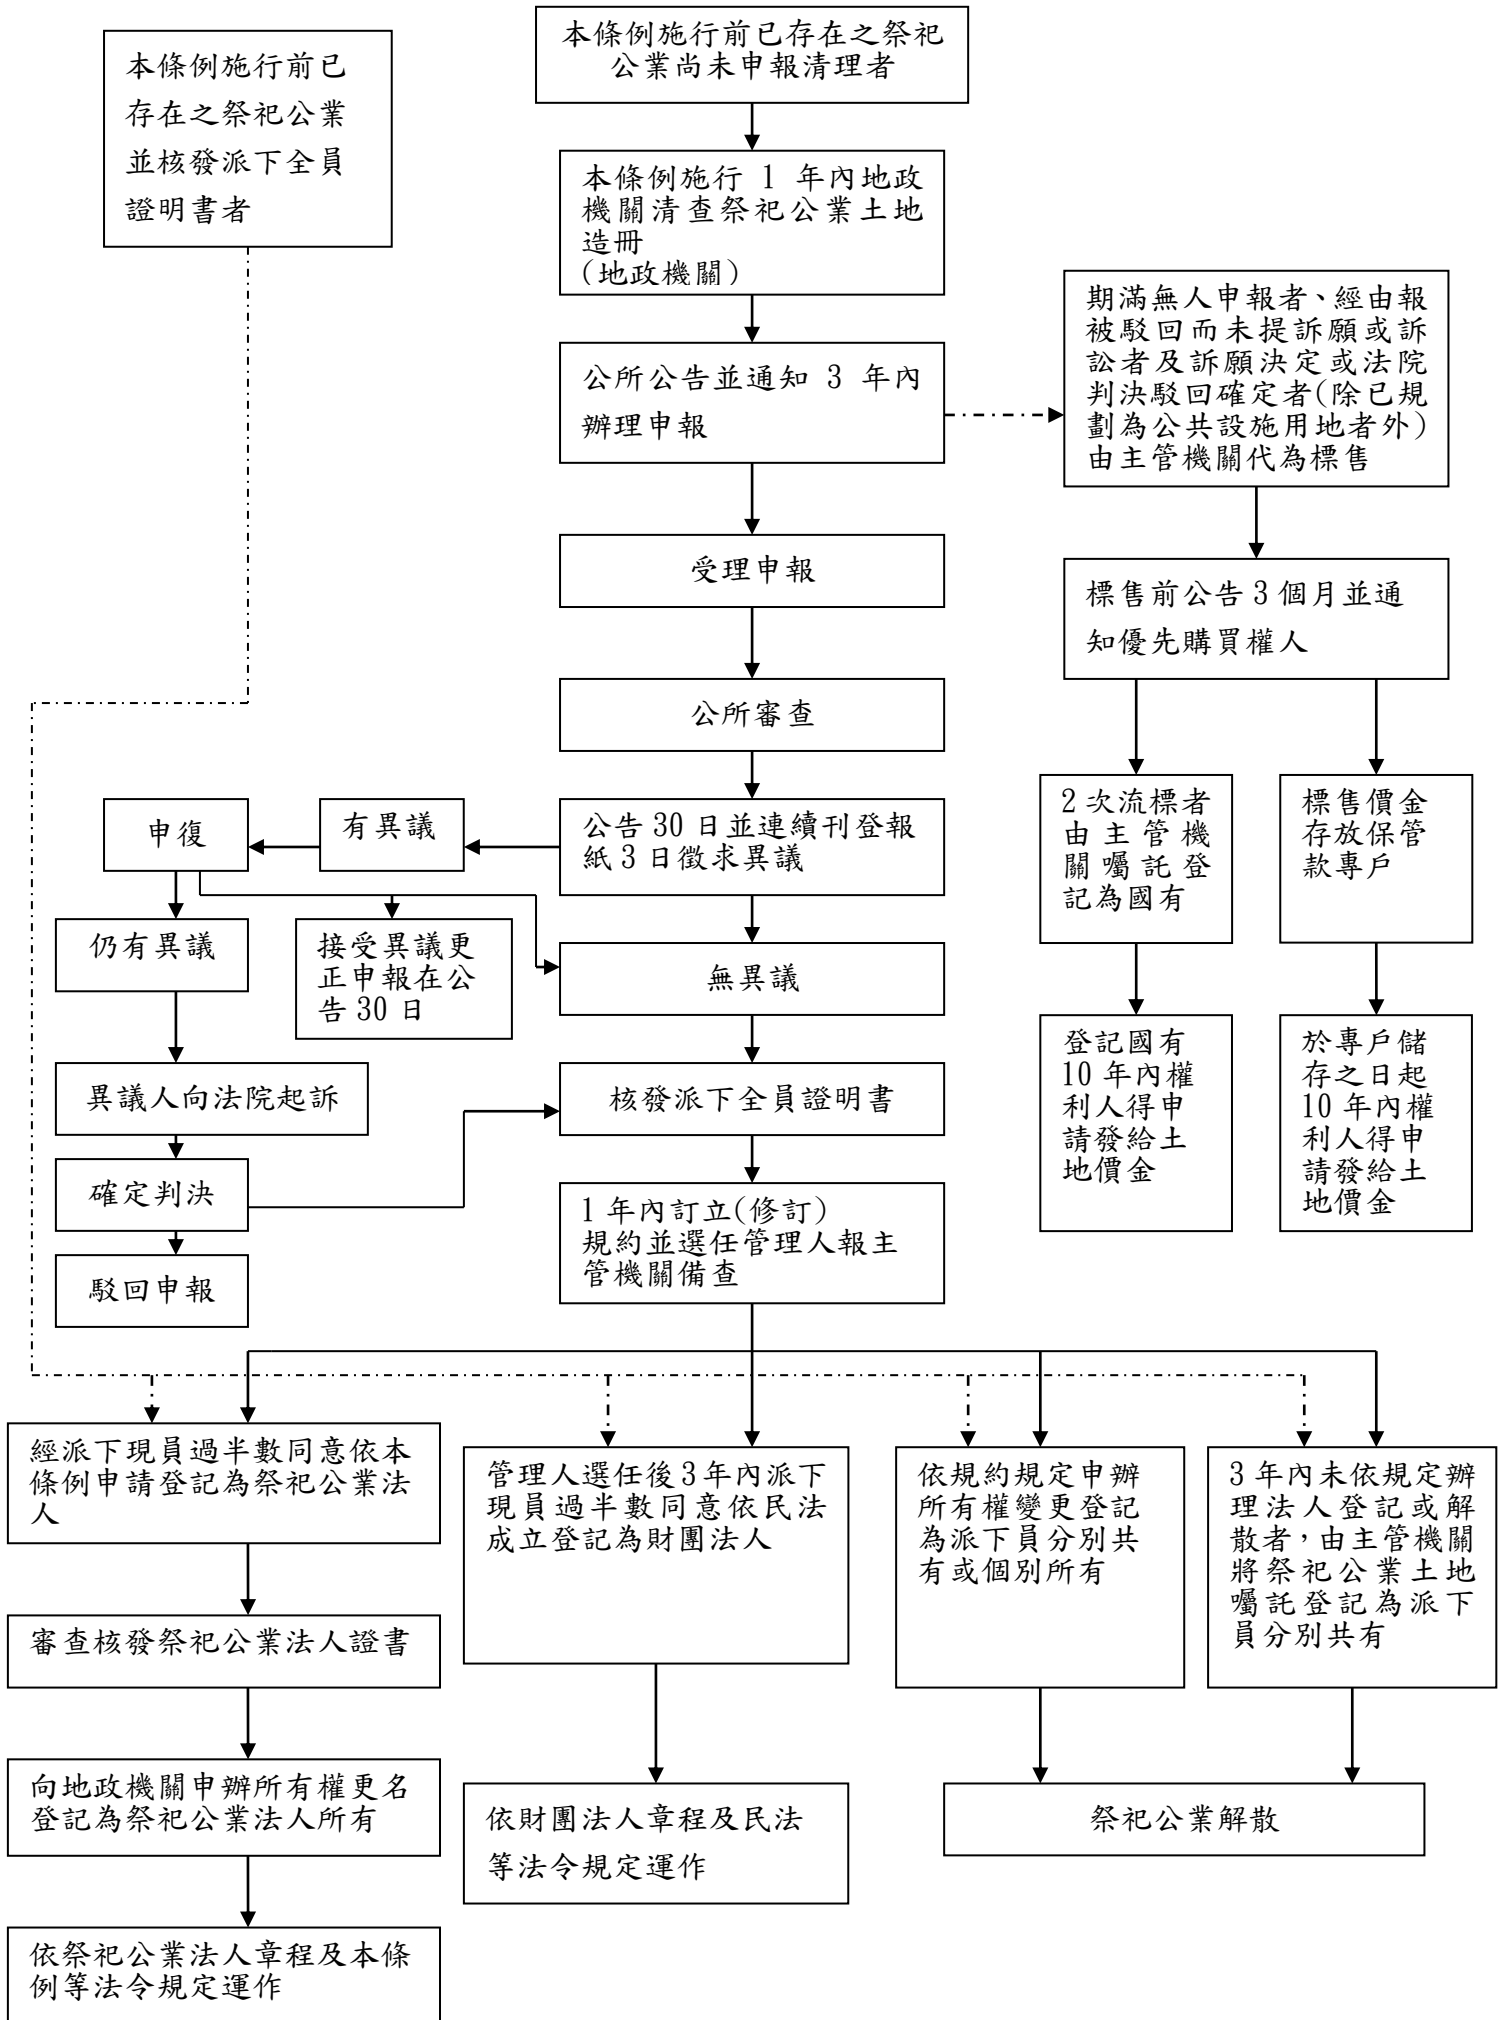 本條例施行前已存在之祭祀
公業尚未申報清理者
本條例施行前已
存在之祭祀公業
並核發派下全員
證明書者
本條例施行 1 年內地政
機關清查祭祀公業土地
造冊
(地政機關)
公所公告並通知 3 年內
辦理申報
期滿無人申報者、經由報
被駁回而未提訴願或訴
訟者及訴願決定或法院
判決駁回確定者(除已規
劃為公共設施用地者外)
由主管機關代為標售
受理申報
標售前公告 3 個月並通
知優先購買權人
公所審查
2 次流標者
由主管機
關囑託登
記為國有
標售價金
存放保管
款專戶
申復
有異議
公告 30 日並連續刊登報
紙 3 日徵求異議
仍有異議
接受異議更
正申報在公
告 30 日
無異議
登記國有
10 年內權
利人得申
請發給土
地價金
於專戶儲
存之日起
10 年內權
利人得申
請發給土
地價金
異議人向法院起訴
核發派下全員證明書
確定判決
1 年內訂立(修訂)
規約並選任管理人報主
管機關備查
駁回申報
經派下現員過半數同意依本
條例申請登記為祭祀公業法
人
管理人選任後 3 年內派下
現員過半數同意依民法
成立登記為財團法人
依規約規定申辦
所有權變更登記
為派下員分別共
有或個別所有
3 年內未依規定辦
理法人登記或解
散者,由主管機關
將祭祀公業土地
囑託登記為派下
員分別共有
審查核發祭祀公業法人證書
向地政機關申辦所有權更名
登記為祭祀公業法人所有
依財團法人章程及民法
等法令規定運作
祭祀公業解散
依祭祀公業法人章程及本條
例等法令規定運作